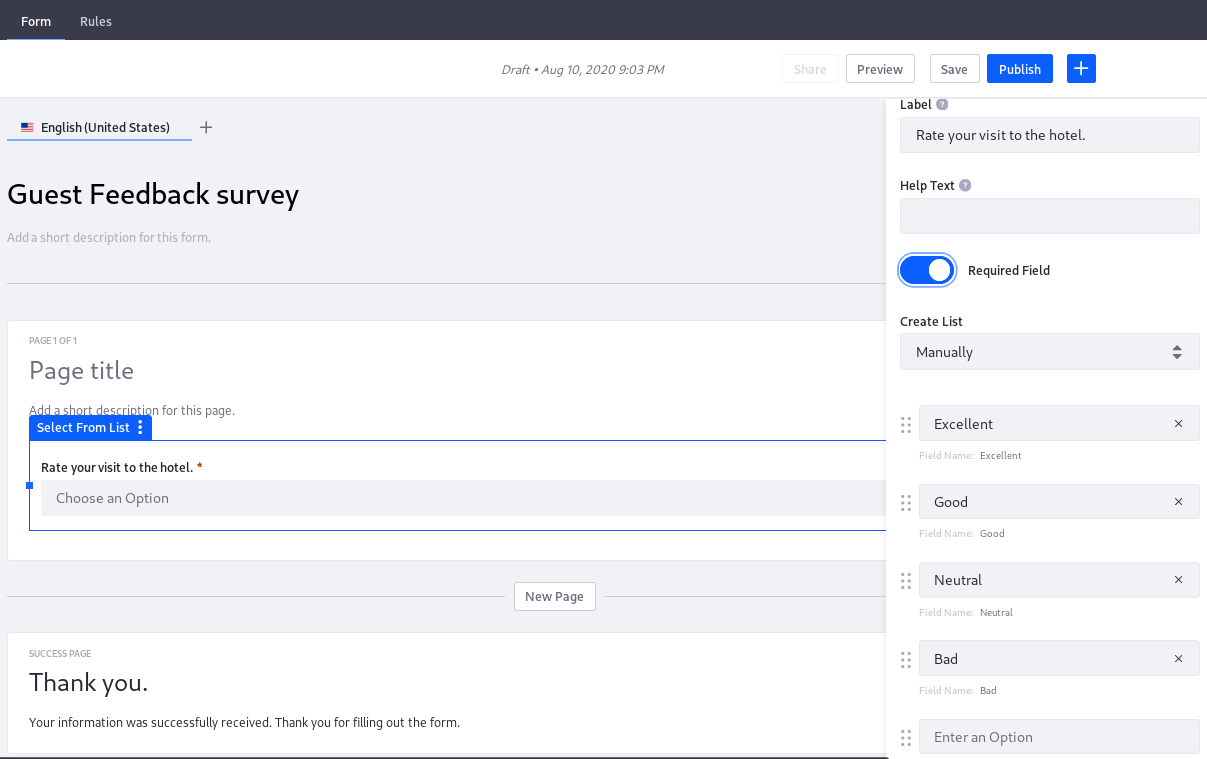 Form Rules
Draft • Aug 10, 2020 9:03 PM Share Preview Save Publish
English (United States)
Guest Feedback survey
Add a short description for this form.
PAGE 1 OF 1
Page title
Add a short description for this page.
Select From List
Rate your visit to the hotel. *
Choose an Option
New Page
SUCCESS PAGE
Thank you.
Your information was successfully received. Thank you for filling out the form.
Label ?
Rate your visit to the hotel.
Help Text ?
Required Field
Create List
Manually
Excellent ×
Field Name: Excellent
Good ×
Field Name: Good
Neutral ×
Field Name: Neutral
Bad ×
Field Name: Bad
Enter an Option